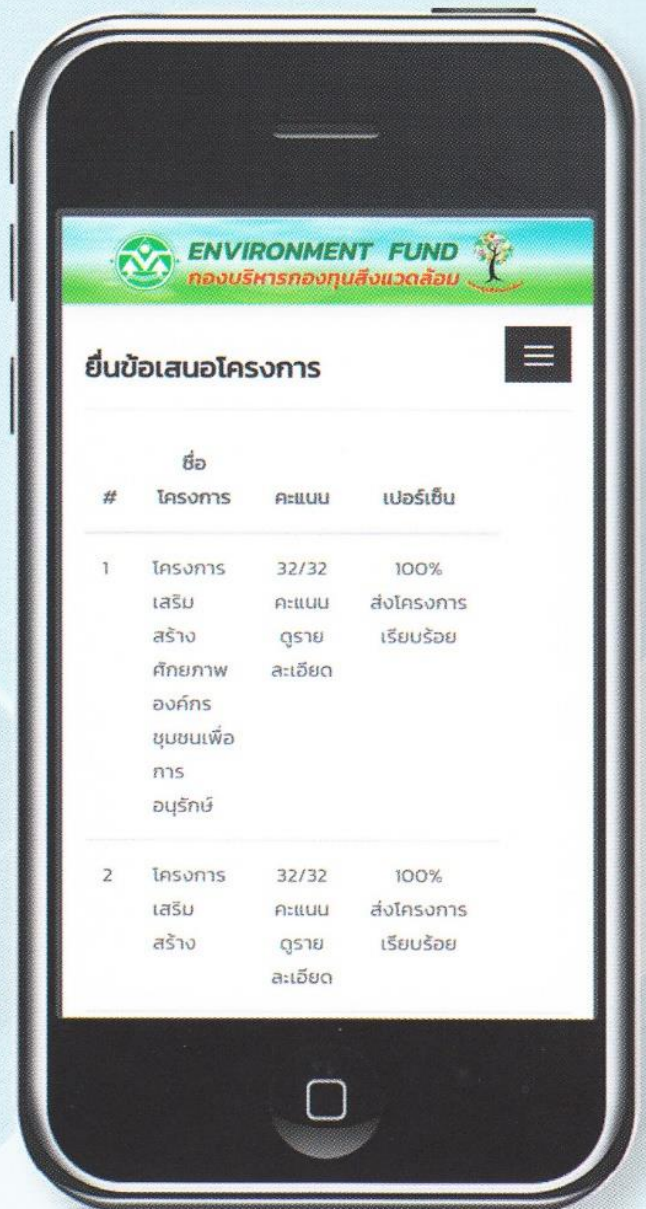 ENVIRONMENT FUND
กองบริหารกองทุนสิ่งแวดล้อม
ยื่นข้อเสนอโครงการ
# ชื่อโครงการ คะแนน เปอร์เซ็น
1 โครงการ 32/32 100%
เสริม คะแนน ส่งโครงการ
สร้าง ดูราย เรียบร้อย
ศักยภาพ ละเอียด
องค์กร
ชุมชนเพื่อ
การ
อนุรักษ์
2 โครงการ 32/32 100%
เสริม คะแนน ส่งโครงการ
สร้าง ดูราย เรียบร้อย
ละเอียด